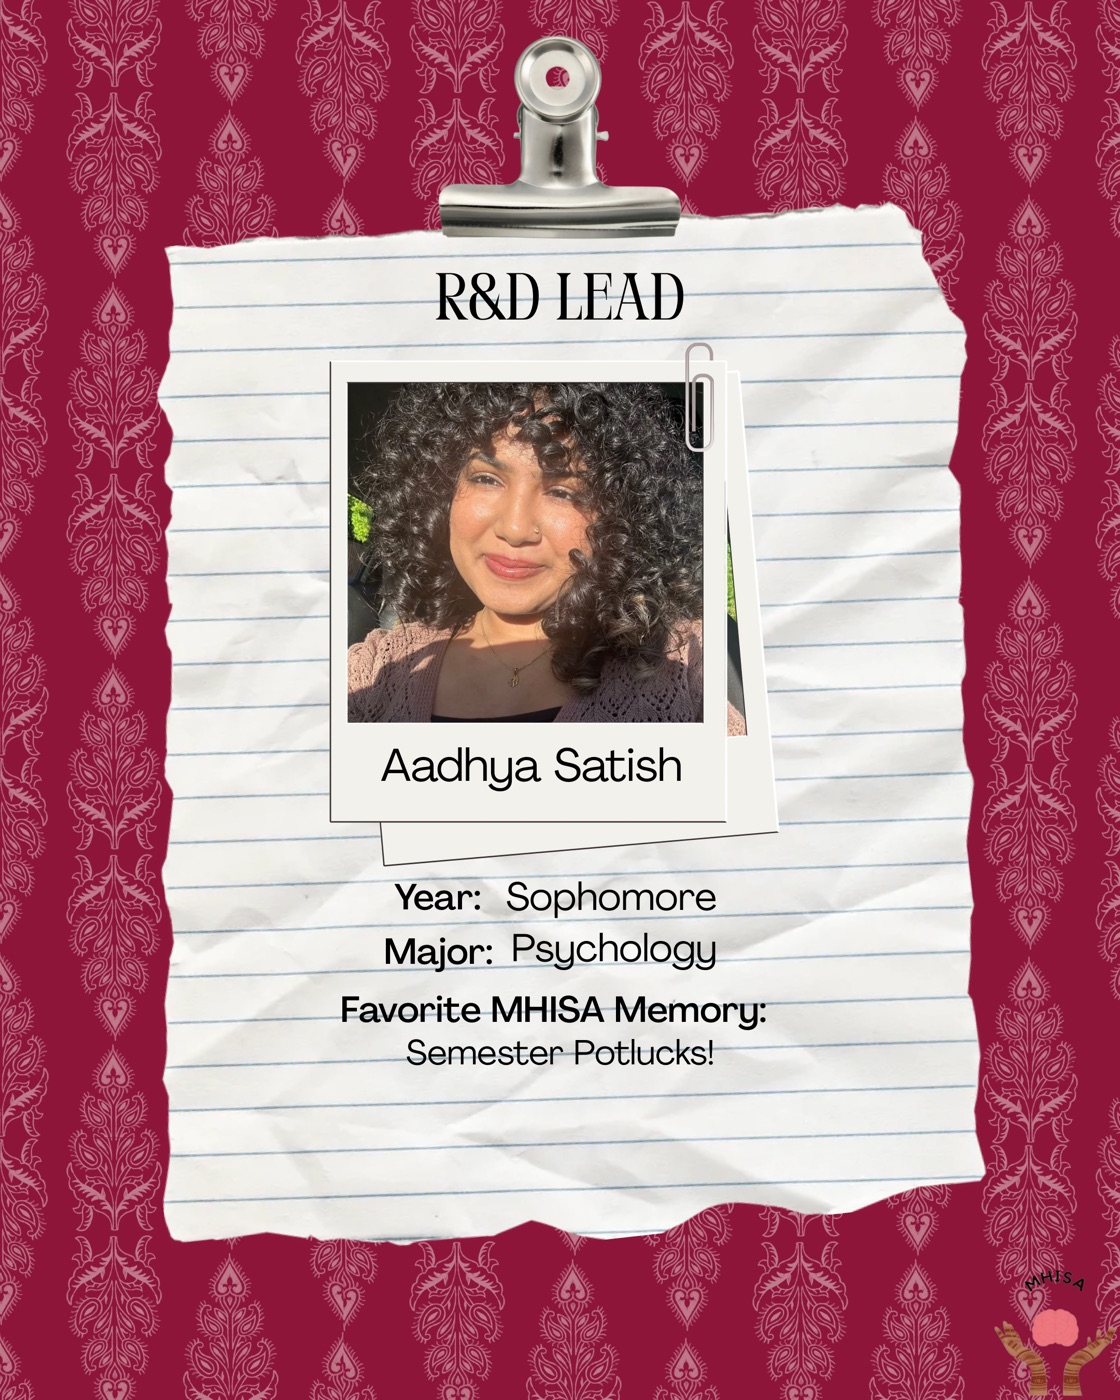 R&D LEAD
Aadhya Satish
Year: Sophomore
Major: Psychology
Favorite MHISA Memory:
Semester Potlucks!
MHISA